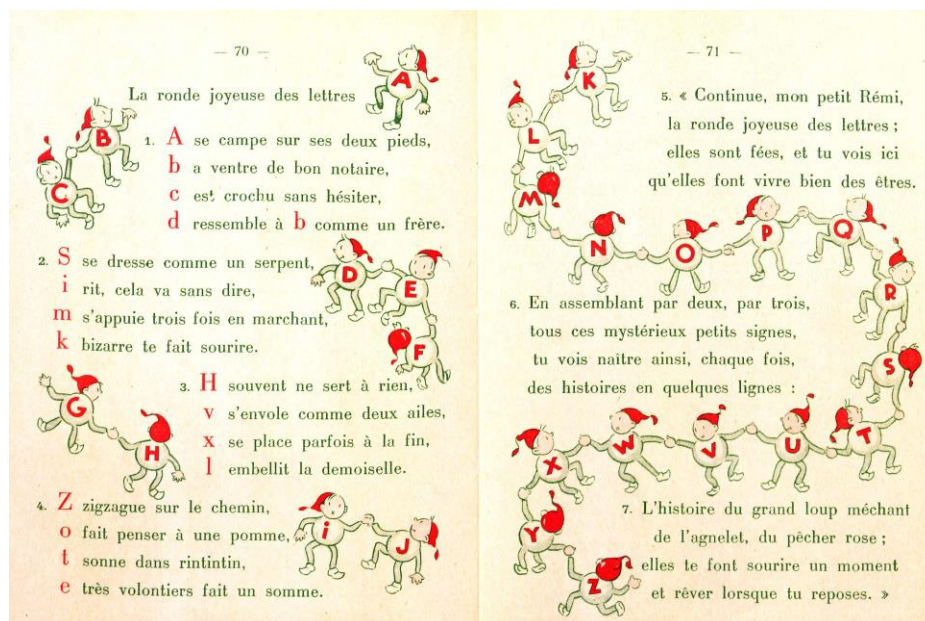 — 70 —
La ronde joyeuse des lettres
A
B
C
1. A se campe sur ses deux pieds,
b a ventre de bon notaire,
c est crochu sans hésiter,
d ressemble à b comme un frère.
2. S se dresse comme un serpent,
i rit, cela va sans dire,
m s'appuie trois fois en marchant,
k bizarre te fait sourire.
D
E
F
G
H
3. H souvent ne sert à rien,
v s'envole comme deux ailes,
x se place parfois à la fin,
l embellit la demoiselle.
4. Z zigzague sur le chemin,
o fait penser à une pomme,
t sonne dans rintintin,
e très volontiers fait un somme.
i
J
— 71 —
K
L
M
N
O
P
Q
R
S
T
U
V
W
X
Y
Z
5. « Continue, mon petit Rémi,
la ronde joyeuse des lettres ;
elles sont fées, et tu vois ici
qu'elles font vivre bien des êtres.
6. En assemblant par deux, par trois,
tous ces mystérieux petits signes,
tu vois naitre ainsi, chaque fois,
des histoires en quelques lignes :
7. L'histoire du grand loup méchant
de l'agnelet, du pêcher rose ;
elles te font sourire un moment
et rêver lorsque tu reposes. »